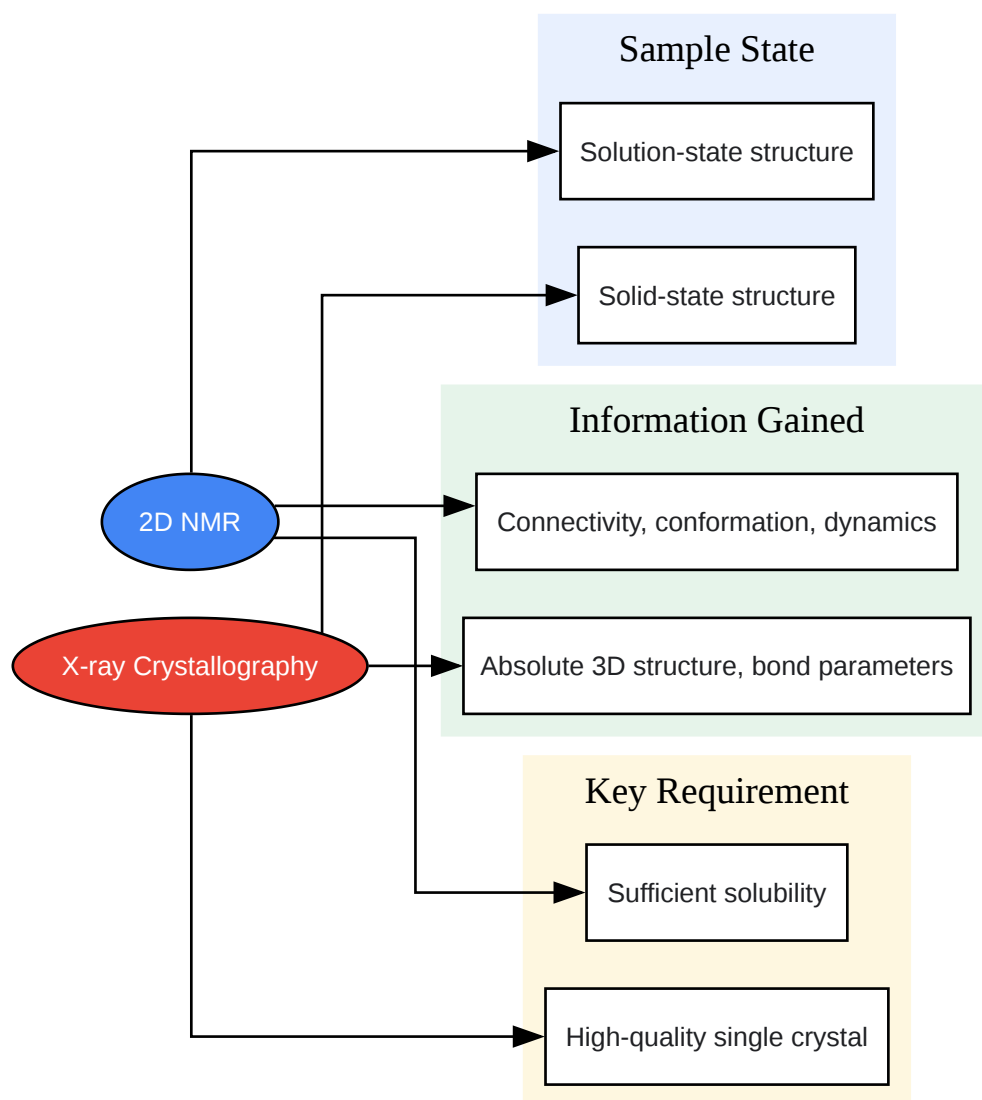 Sample State
Solution-state structure
Solid-state structure
Information Gained
2D NMR
Connectivity, conformation, dynamics
X-ray Crystallography
Absolute 3D structure, bond parameters
Key Requirement
Sufficient solubility
High-quality single crystal